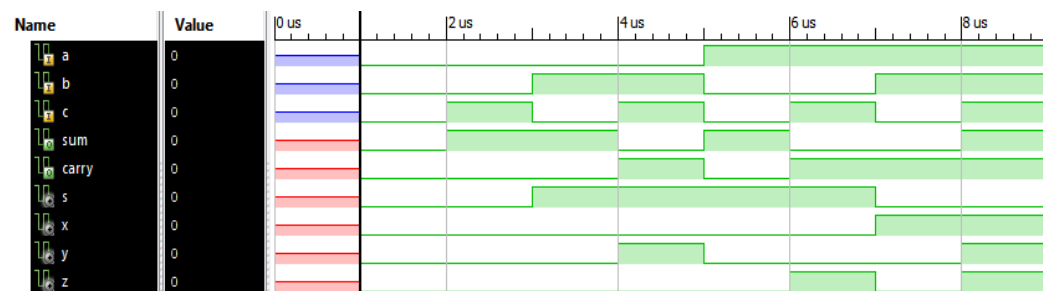 Name Value 0 us 2 us 4 us 6 us 8 us
I a 0
I b 0
I c 0
O sum 0
O carry 0
s 0
x 0
y 0
z 0